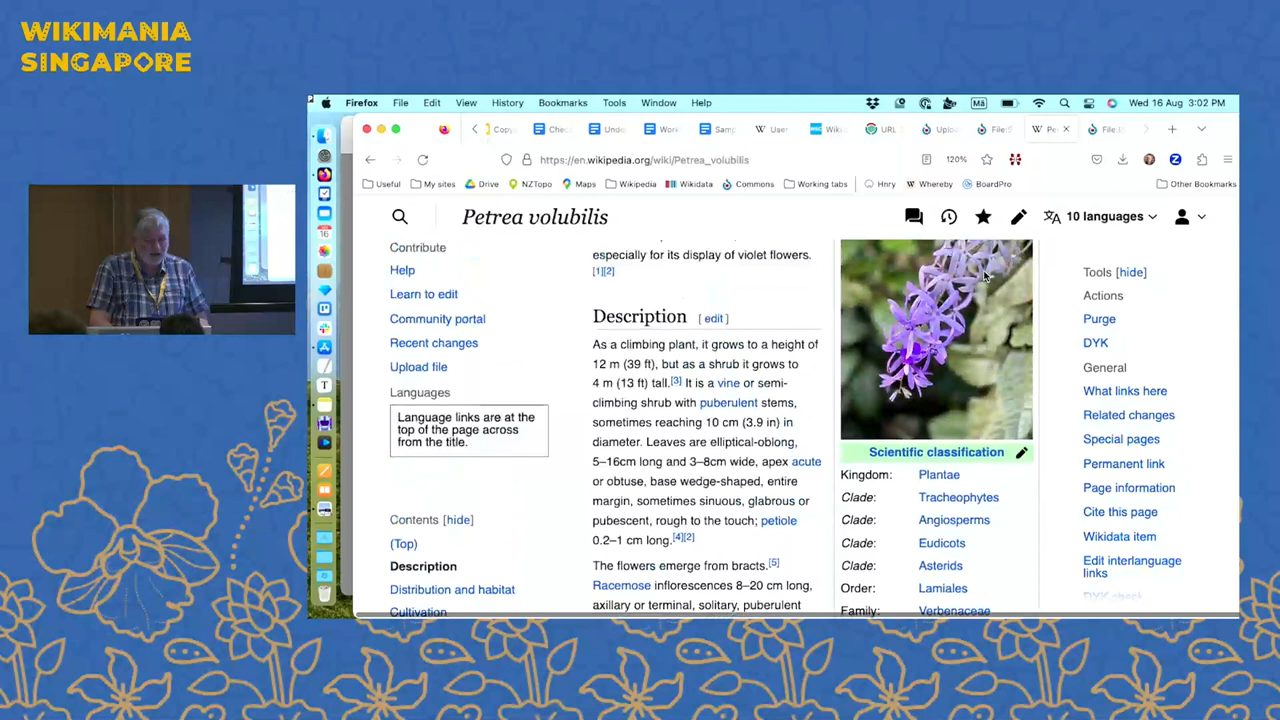 WIKIMANIA
SINGAPORE
Firefox File Edit View History Bookmarks Tools Window Help
Wed 16 Aug 3:02 PM
https://en.wikipedia.org/wiki/Petrea_volubilis
120%
Useful My sites Drive NZTopo Maps Wikipedia Wikidata Commons Working tabs Hnry Whereby BoardPro
Other Bookmarks
Petrea volubilis
10 languages
Contribute
Help
Learn to edit
Community portal
Recent changes
Upload file
Languages
Language links are at the
top of the page across
from the title.
Contents [hide]
(Top)
Description
Distribution and habitat
Cultivation
especially for its display of violet flowers.
[1][2]
Description [ edit ]
As a climbing plant, it grows to a height of
12 m (39 ft), but as a shrub it grows to
4 m (13 ft) tall.[3] It is a vine or semi-
climbing shrub with puberulent stems,
sometimes reaching 10 cm (3.9 in) in
diameter. Leaves are elliptical-oblong,
5–16cm long and 3–8cm wide, apex acute
or obtuse, base wedge-shaped, entire
margin, sometimes sinuous, glabrous or
pubescent, rough to the touch; petiole
0.2–1 cm long.[4][2]
The flowers emerge from bracts.[5]
Racemose inflorescences 8–20 cm long,
axillary or terminal, solitary, puberulent
Scientific classification
Kingdom: Plantae
Clade: Tracheophytes
Clade: Angiosperms
Clade: Eudicots
Clade: Asterids
Order: Lamiales
Family: Verbenaceae
Tools [hide]
Actions
Purge
DYK
General
What links here
Related changes
Special pages
Permanent link
Page information
Cite this page
Wikidata item
Edit interlanguage
links
DYK check